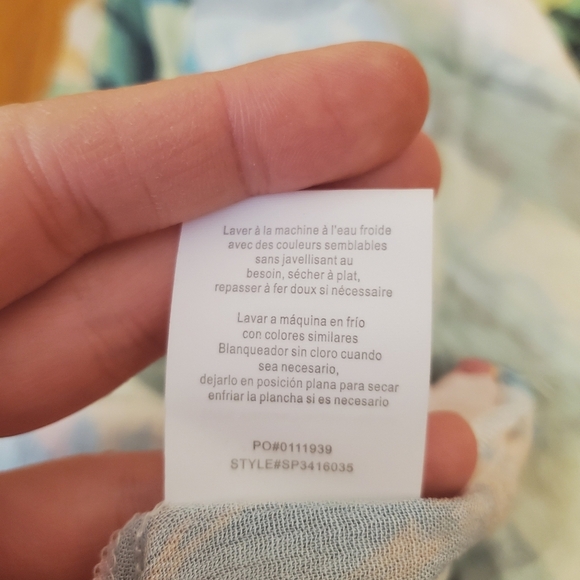 Laver à la machine à l'eau froide
avec des couleurs semblables
sans javellisant au
besoin, sécher à plat,
repasser à fer doux si nécessaire
Lavar a máquina en frío
con colores similares
Blanqueador sin cloro cuando
sea necesario,
dejarlo en posición plana para secar
enfriar la plancha si es necesario
PO#0111939
STYLE#SP3416035